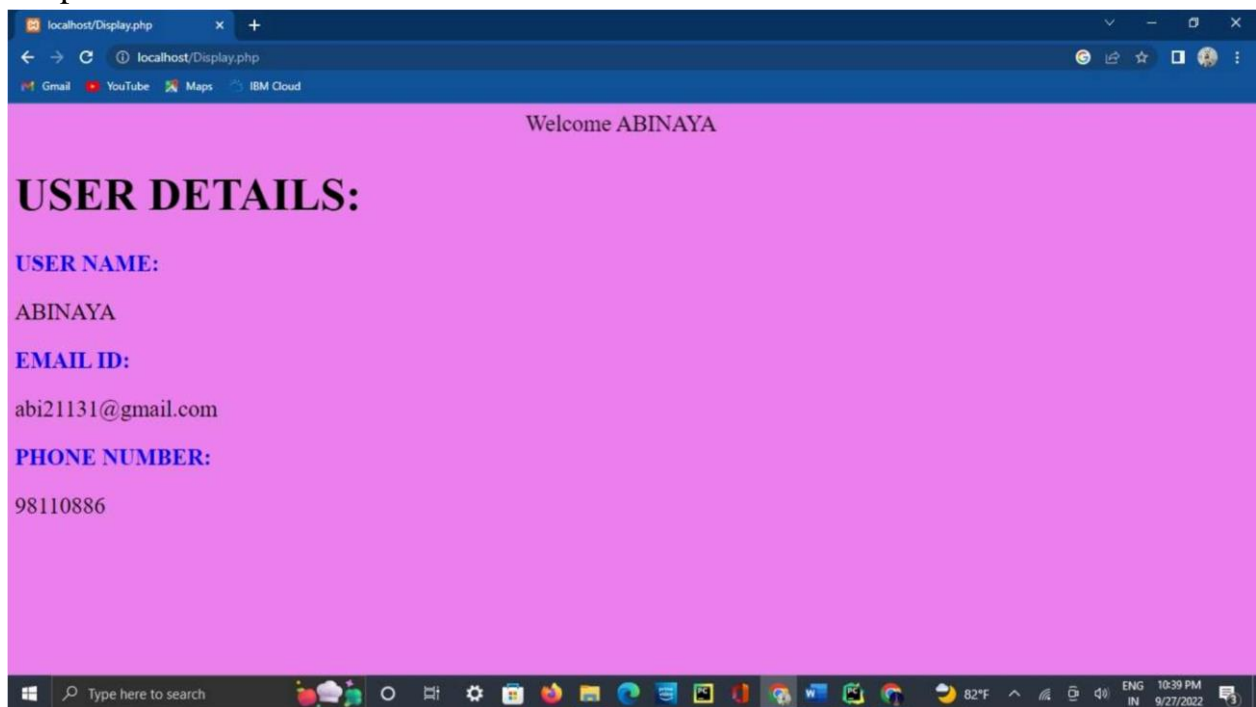 localhost/Display.php
localhost/Display.php
Gmail YouTube Maps IBM Cloud
Welcome ABINAYA
USER DETAILS:
USER NAME:
ABINAYA
EMAIL ID:
abi21131@gmail.com
PHONE NUMBER:
98110886
Type here to search
82°F
ENG
IN
10:39 PM
9/27/2022